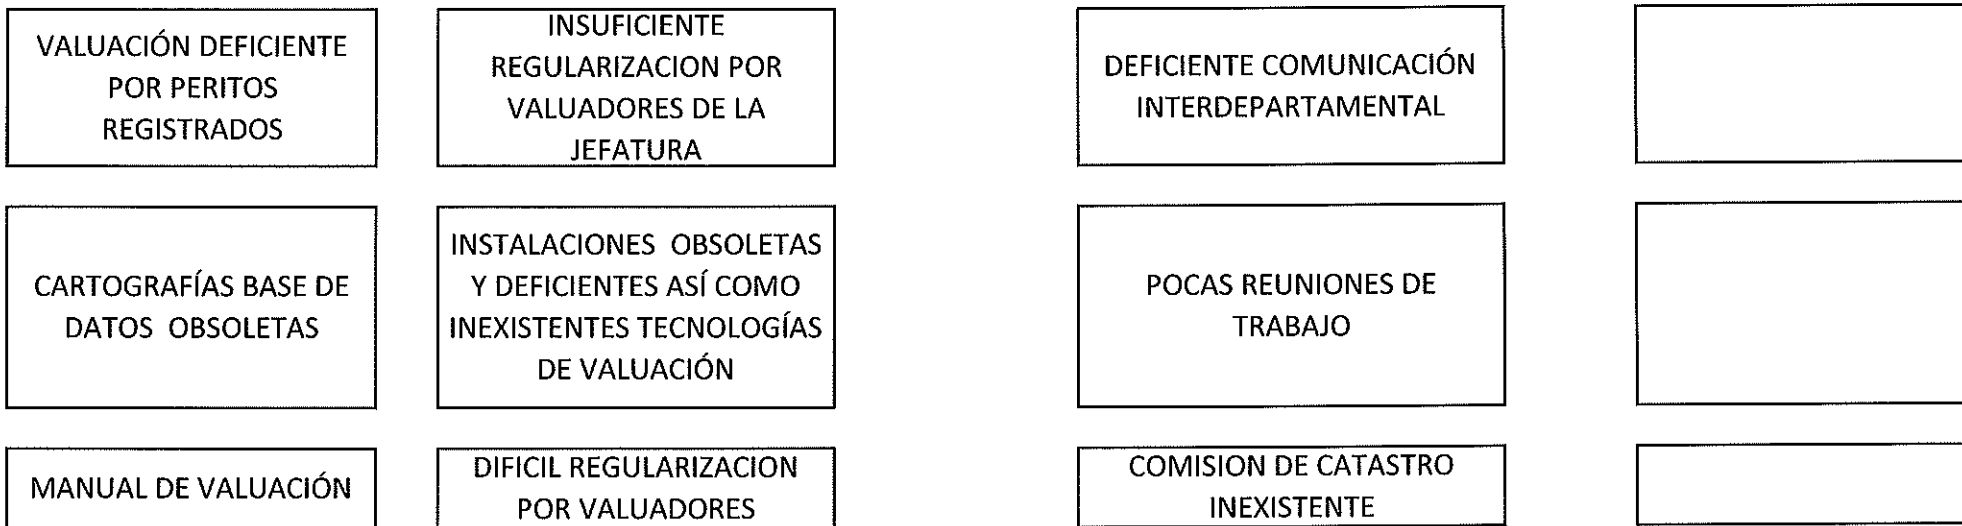 VALUACIÓN DEFICIENTE
POR PERITOS
REGISTRADOS
INSUFICIENTE
REGULARIZACION POR
VALUADORES DE LA
JEFATURA
DEFICIENTE COMUNICACIÓN
INTERDEPARTAMENTAL
CARTOGRAFÍAS BASE DE
DATOS OBSOLETAS
INSTALACIONES OBSOLETAS
Y DEFICIENTES ASÍ COMO
INEXISTENTES TECNOLOGÍAS
DE VALUACIÓN
POCAS REUNIONES DE
TRABAJO
MANUAL DE VALUACIÓN
DIFICIL REGULARIZACION
POR VALUADORES
COMISION DE CATASTRO
INEXISTENTE